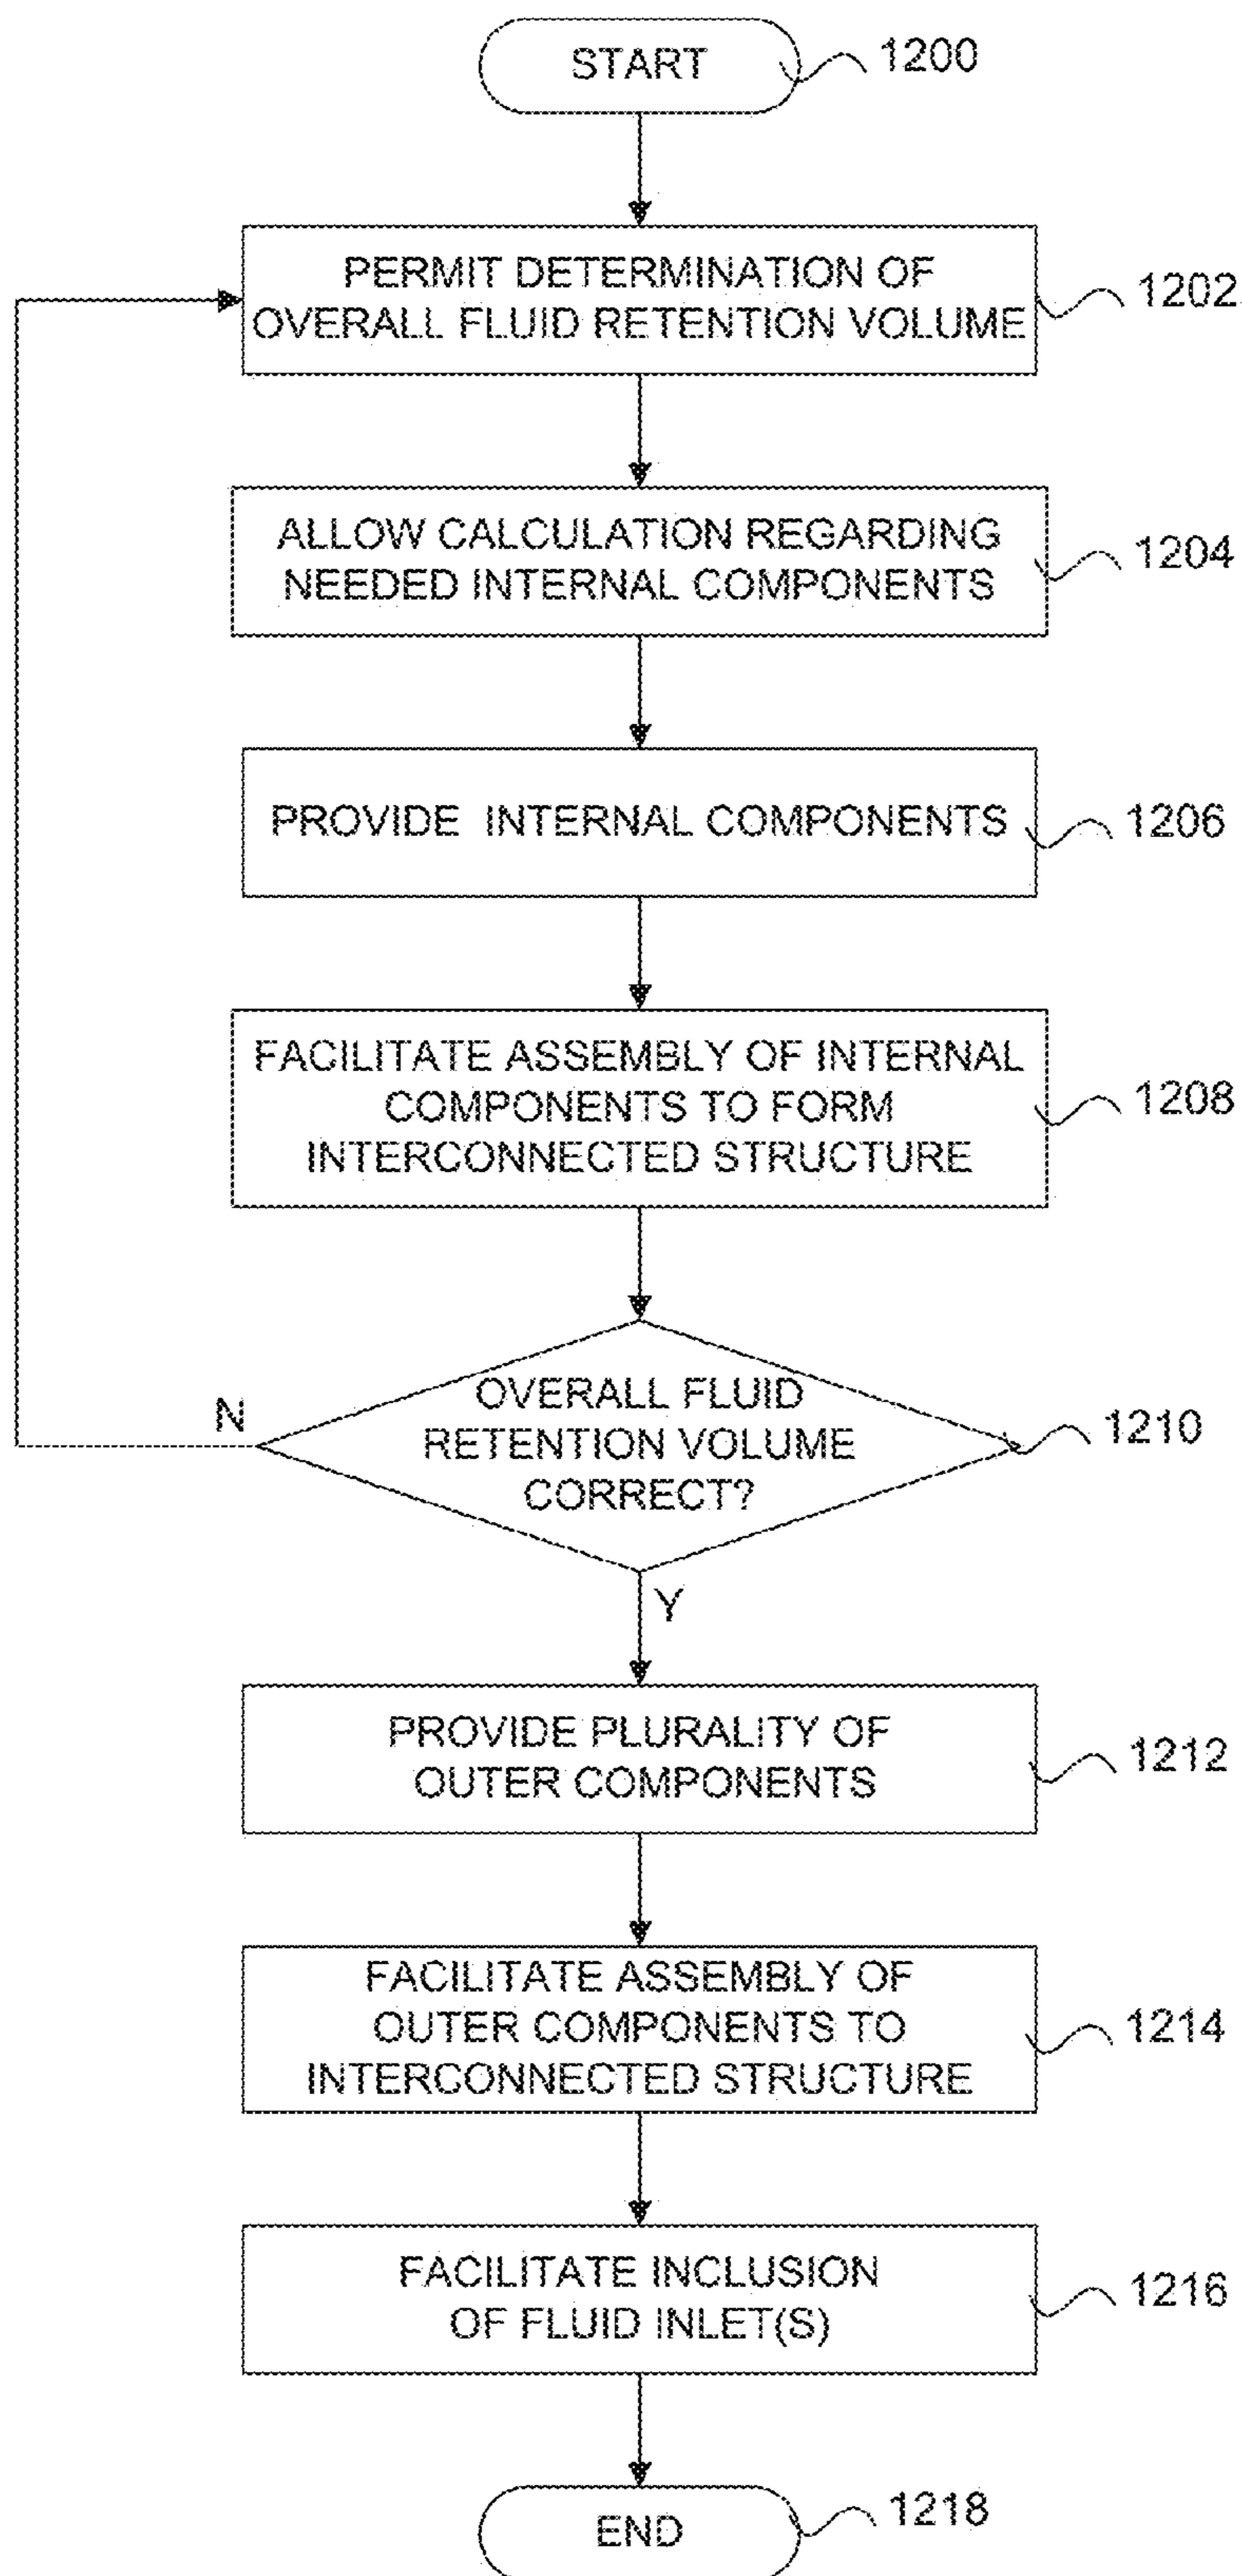 START
1200
PERMIT DETERMINATION OF
OVERALL FLUID RETENTION VOLUME
1202
ALLOW CALCULATION REGARDING
NEEDED INTERNAL COMPONENTS
1204
PROVIDE INTERNAL COMPONENTS
1206
FACILITATE ASSEMBLY OF INTERNAL
COMPONENTS TO FORM
INTERCONNECTED STRUCTURE
1208
OVERALL FLUID
RETENTION VOLUME
CORRECT?
1210
N
Y
PROVIDE PLURALITY OF
OUTER COMPONENTS
1212
FACILITATE ASSEMBLY OF
OUTER COMPONENTS TO
INTERCONNECTED STRUCTURE
1214
FACILITATE INCLUSION
OF FLUID INLET(S)
1216
END
1218